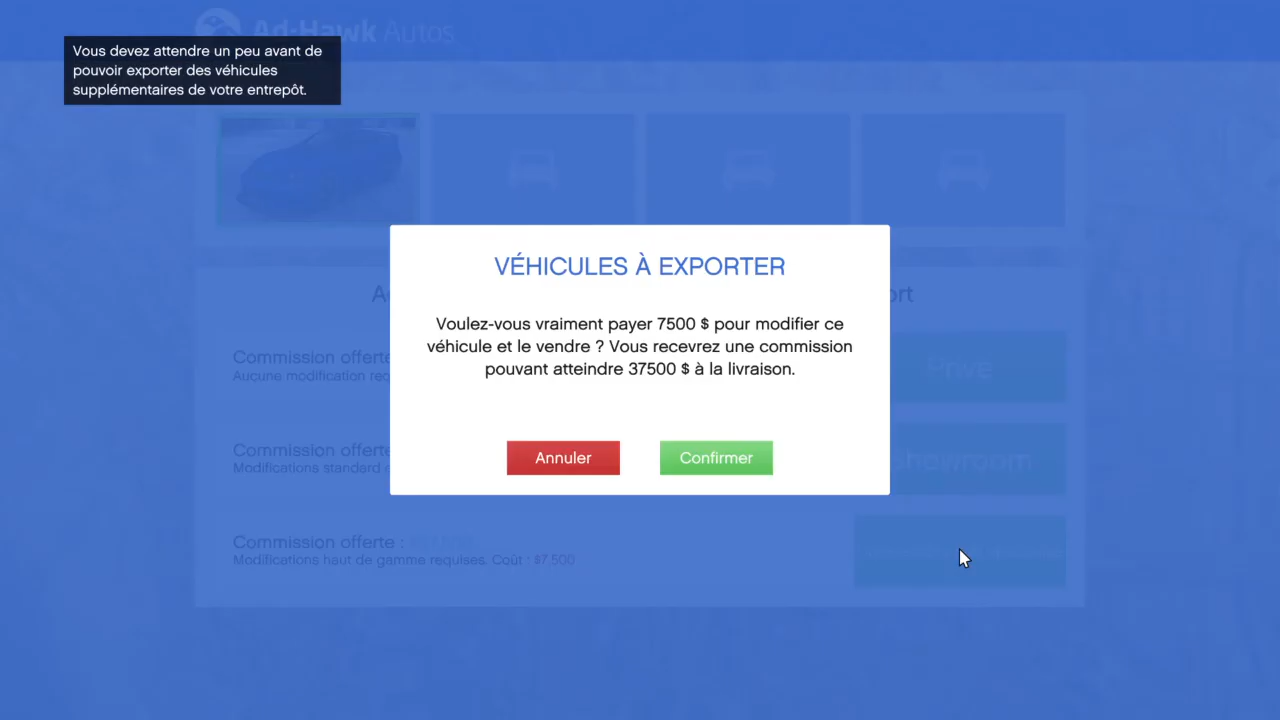 Ad-Hawk Autos
Vous devez attendre un peu avant de
pouvoir exporter des véhicules
supplémentaires de votre entrepôt.
VÉHICULES À EXPORTER
Voulez-vous vraiment payer 7500 $ pour modifier ce
véhicule et le vendre ? Vous recevrez une commission
pouvant atteindre 37500 $ à la livraison.
Annuler
Confirmer
Commission offerte
Aucune modification req
Privé
Commission offerte
Modifications standard
showroom
Commission offerte :
Modifications haut de gamme requises. Coût : $7,500